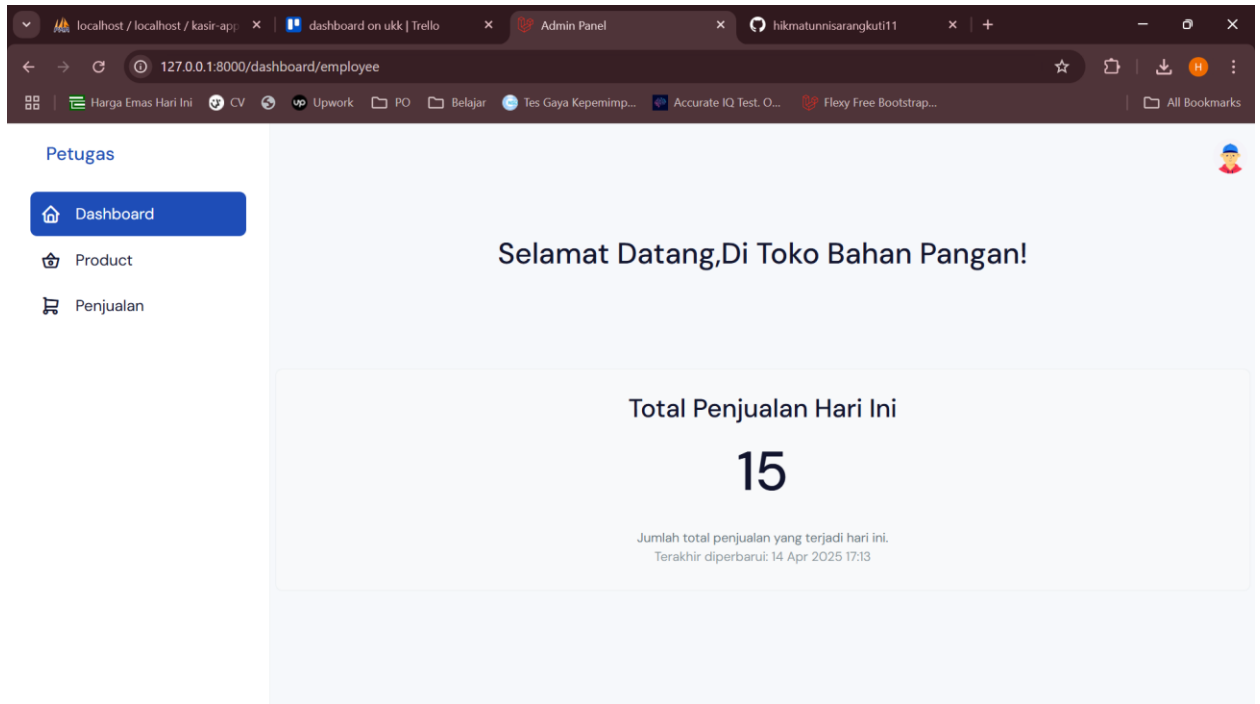 localhost / localhost / kasir-app
dashboard on ukk | Trello
Admin Panel
hikmatunnisarangkuti11
127.0.0.1:8000/dashboard/employee
H
Harga Emas Hari Ini
CV
up
Upwork
PO
Belajar
Tes Gaya Kepemimp...
Accurate IQ Test. O...
Flexy Free Bootstrap...
All Bookmarks
Petugas
Dashboard
Product
Penjualan
Selamat Datang,Di Toko Bahan Pangan!
Total Penjualan Hari Ini
15
Jumlah total penjualan yang terjadi hari ini.
Terakhir diperbarui: 14 Apr 2025 17:13